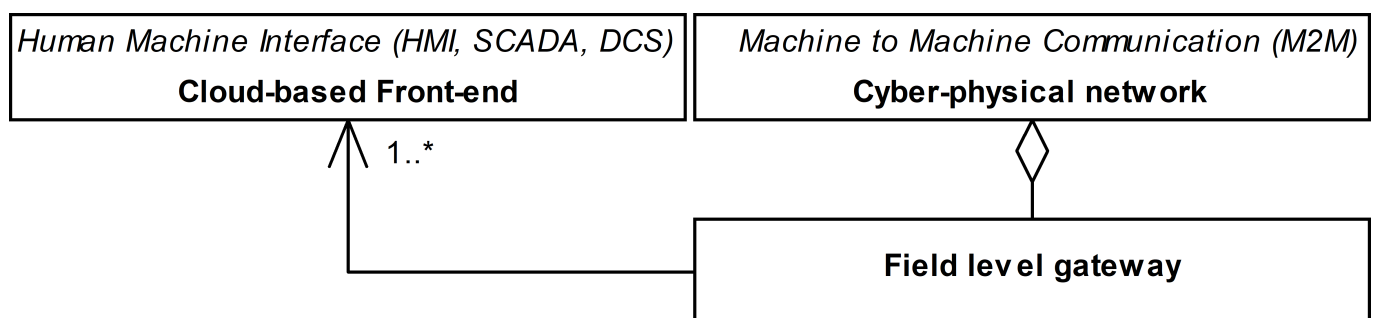 Human Machine Interface (HMI, SCADA, DCS)
Cloud-based Front-end
Machine to Machine Communication (M2M)
Cyber-physical network
1..*
Field level gateway